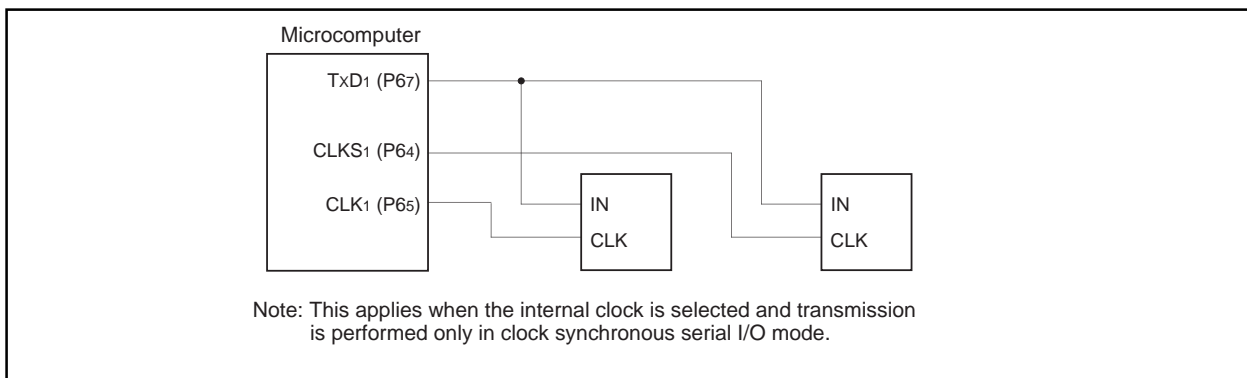 Microcomputer
TXD1 (P67)
CLKS1 (P64)
CLK1 (P65)
IN
CLK
IN
CLK
Note: This applies when the internal clock is selected and transmission
is performed only in clock synchronous serial I/O mode.